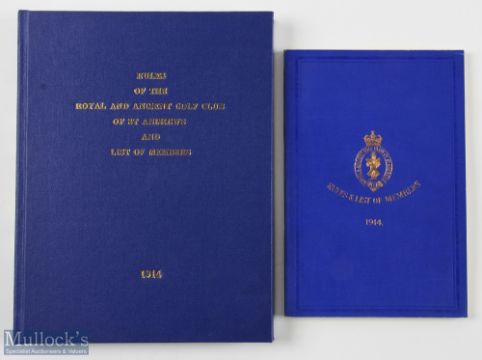 RULES
OF THE
ROYAL AND ANCIENT GOLF CLUB
OF ST ANDREWS
AND
LIST OF MEMBERS
1914
RULES & LIST OF MEMBERS
1914.
Mullock's
Specialist Auctioneers & Valuers